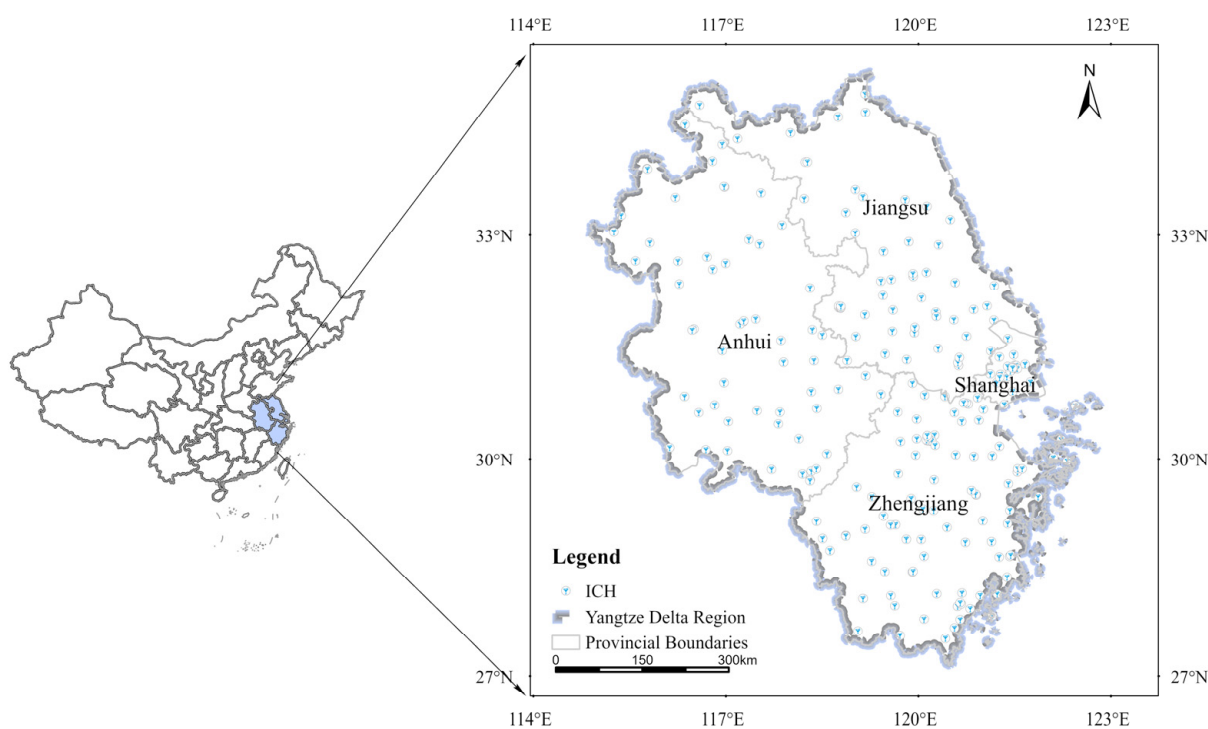 114°E 117°E 120°E 123°E
N
Jiangsu
33°N 33°N
Anhui
Shanghai
30°N 30°N
Zhengjiang
Legend
ICH
Yangtze Delta Region
Provincial Boundaries
0 150 300km
27°N 27°N
114°E 117°E 120°E 123°E